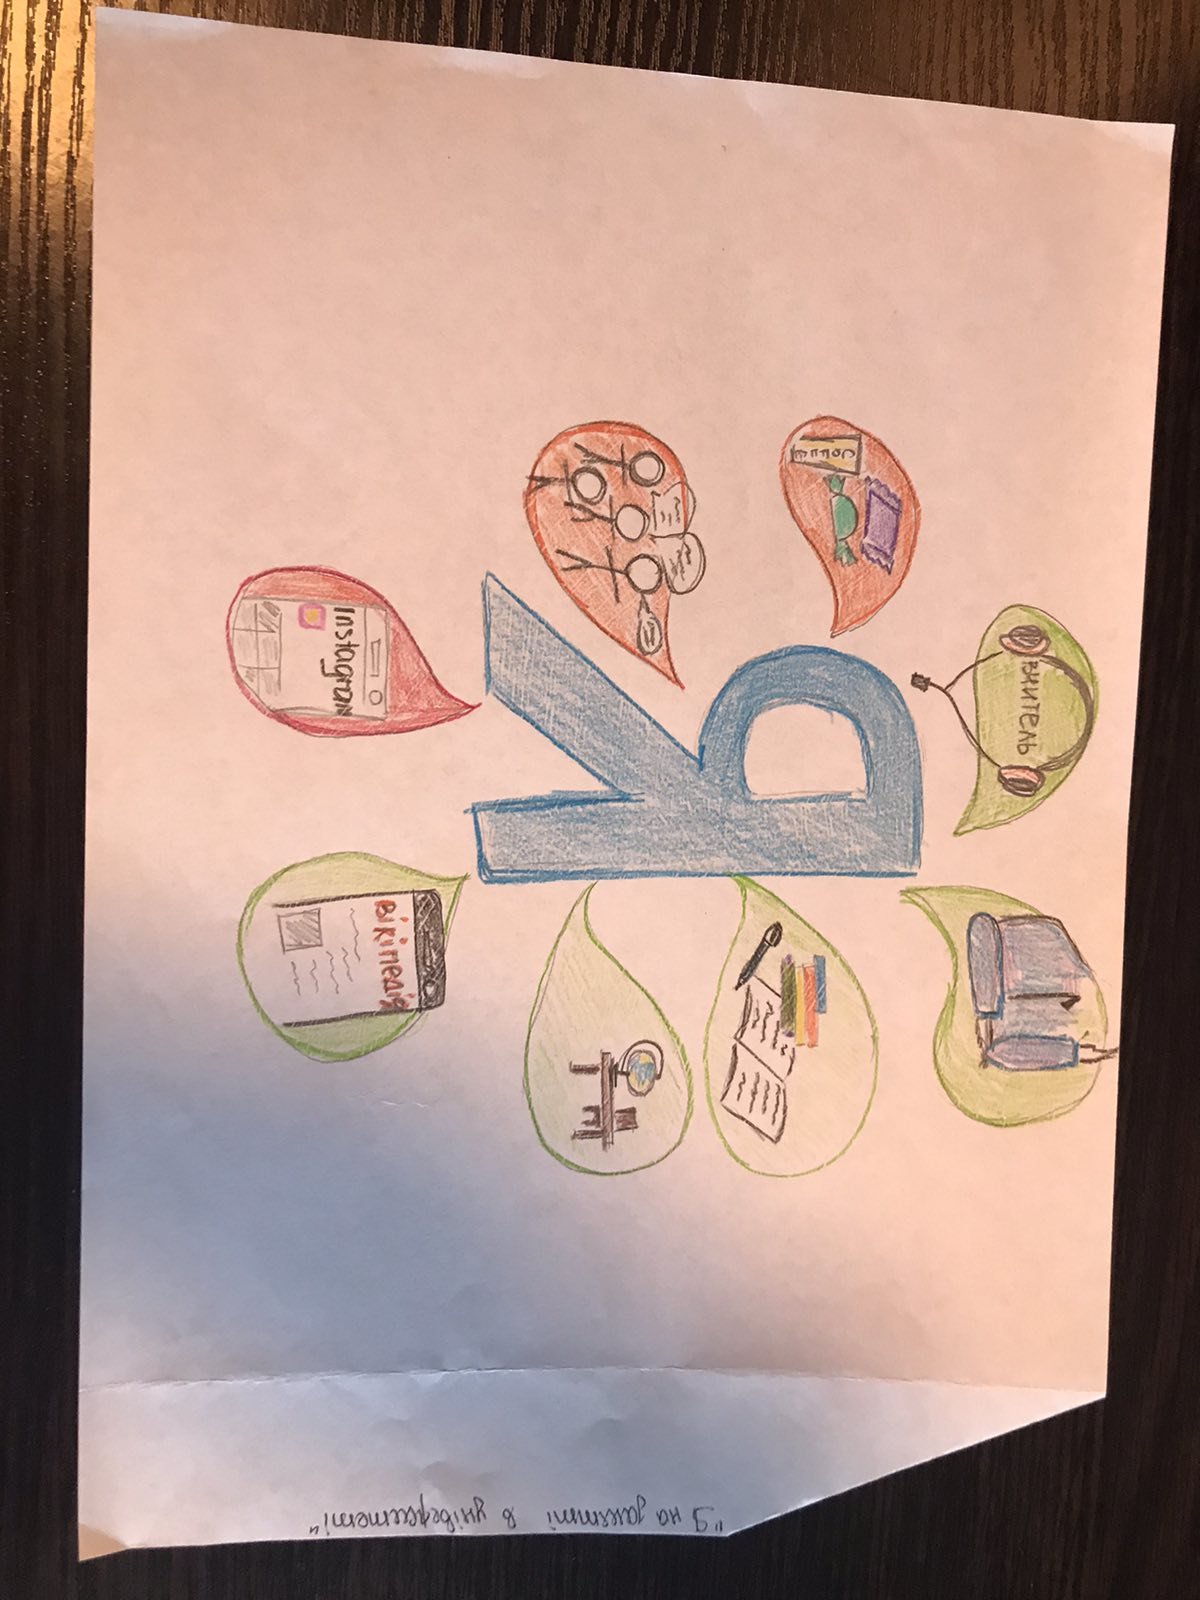 Я
ВЧИТЕЛЬ
Instagram
Вікіпедія
"Я на занятті в університеті"